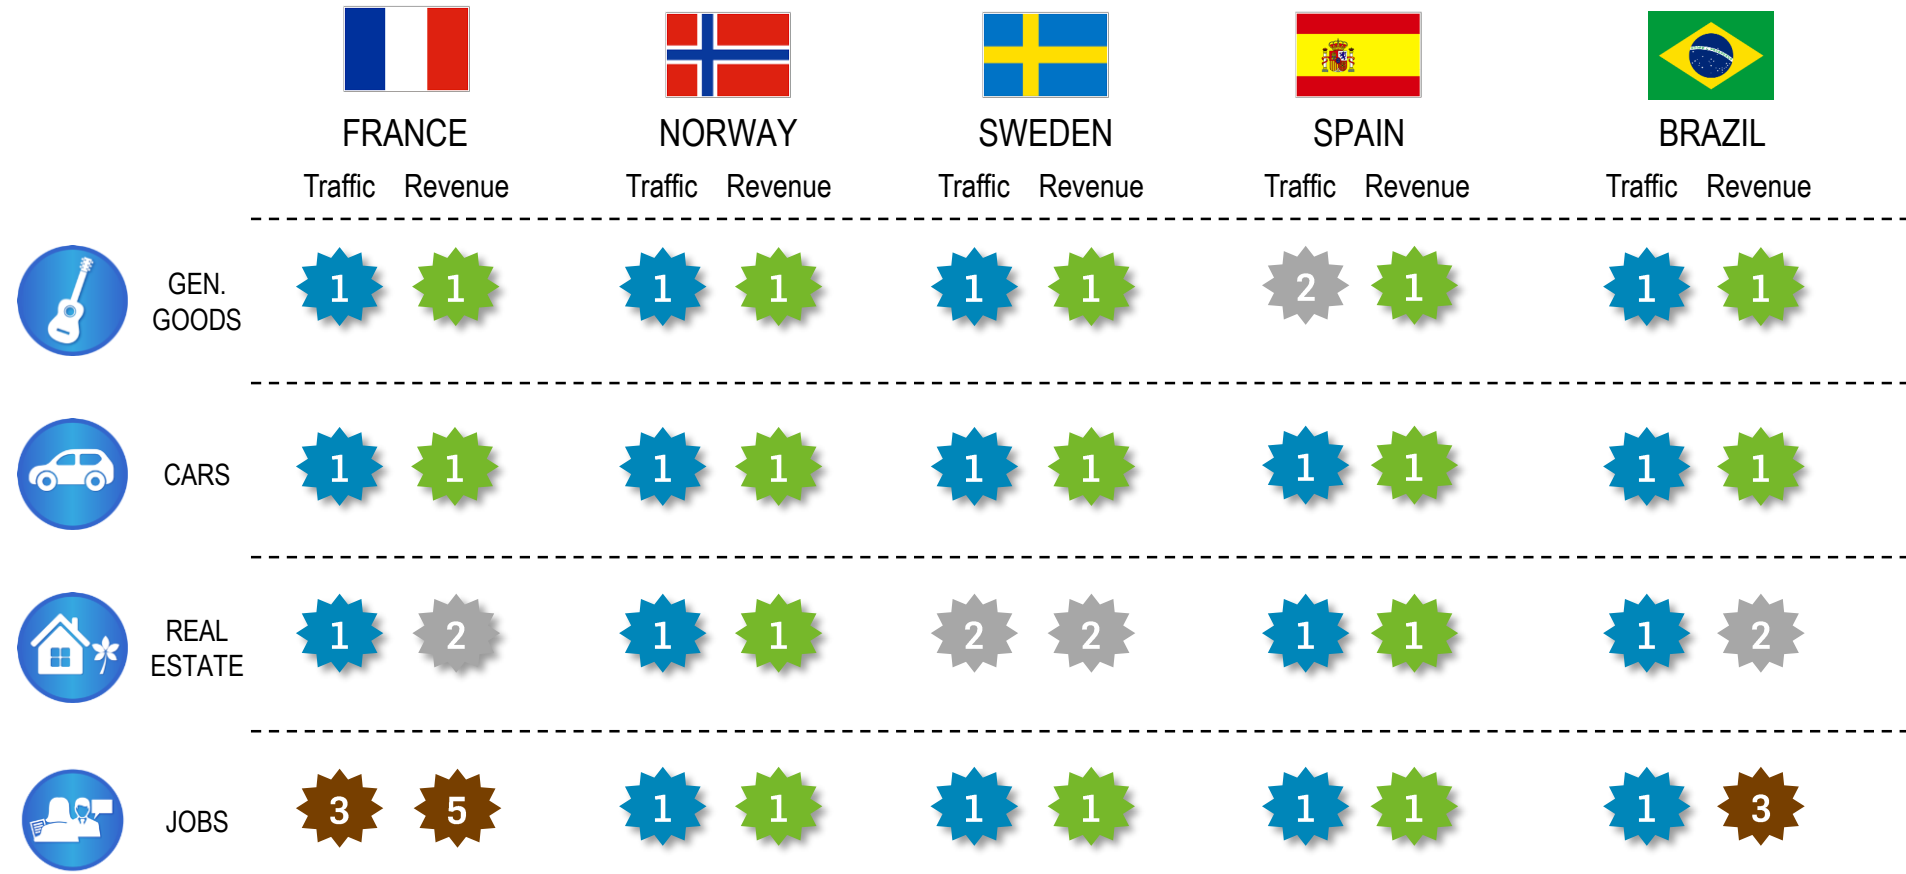 FRANCE NORWAY SWEDEN SPAIN BRAZIL
Traffic Revenue Traffic Revenue Traffic Revenue Traffic Revenue Traffic Revenue
GEN.
GOODS
1 1 1 1 1 1 2 1 1 1
CARS
1 1 1 1 1 1 1 1 1 1
REAL
ESTATE
1 2 1 1 2 2 1 1 1 2
JOBS
3 5 1 1 1 1 1 1 1 3